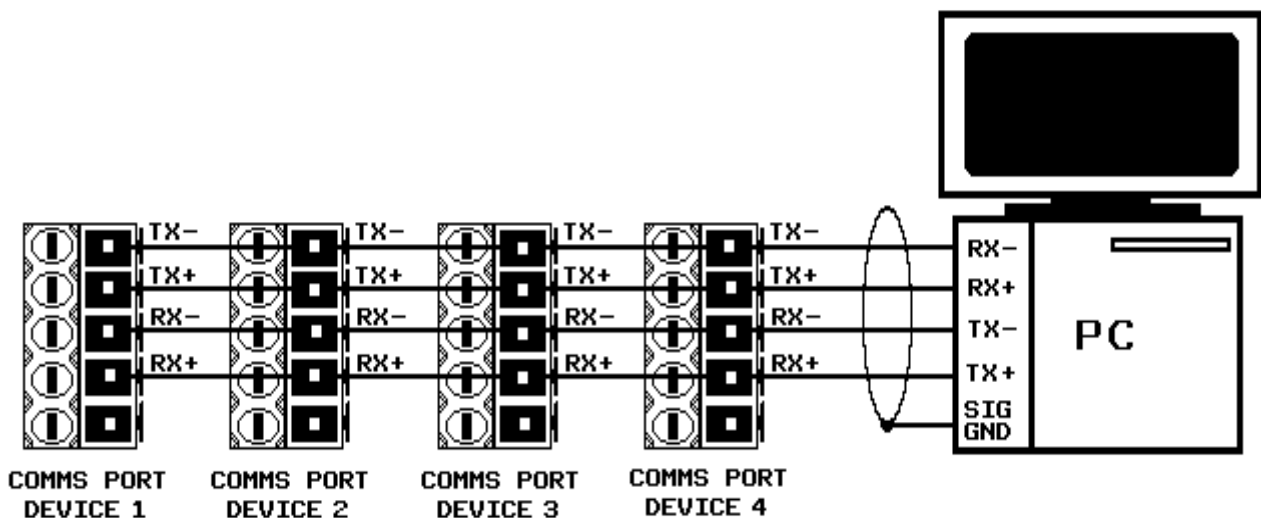 TX- TX- TX- TX- RX-
TX+ TX+ TX+ TX+ RX+
RX- RX- RX- RX- TX-
RX+ RX+ RX+ RX+ TX+
SIG
GND
PC
COMMS PORT
DEVICE 1
COMMS PORT
DEVICE 2
COMMS PORT
DEVICE 3
COMMS PORT
DEVICE 4